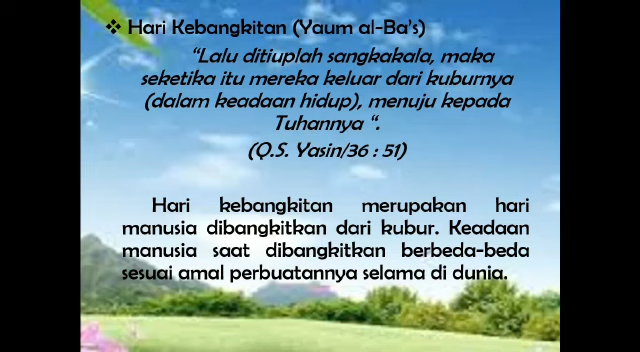 ❖ Hari Kebangkitan (Yaum al-Ba's)
“Lalu ditiuplah sangkakala, maka
seketika itu mereka keluar dari kuburnya
(dalam keadaan hidup), menuju kepada
Tuhannya “.
(Q.S. Yasin/36 : 51)
Hari kebangkitan merupakan hari
manusia dibangkitkan dari kubur. Keadaan
manusia saat dibangkitkan berbeda-beda
sesuai amal perbuatannya selama di dunia.